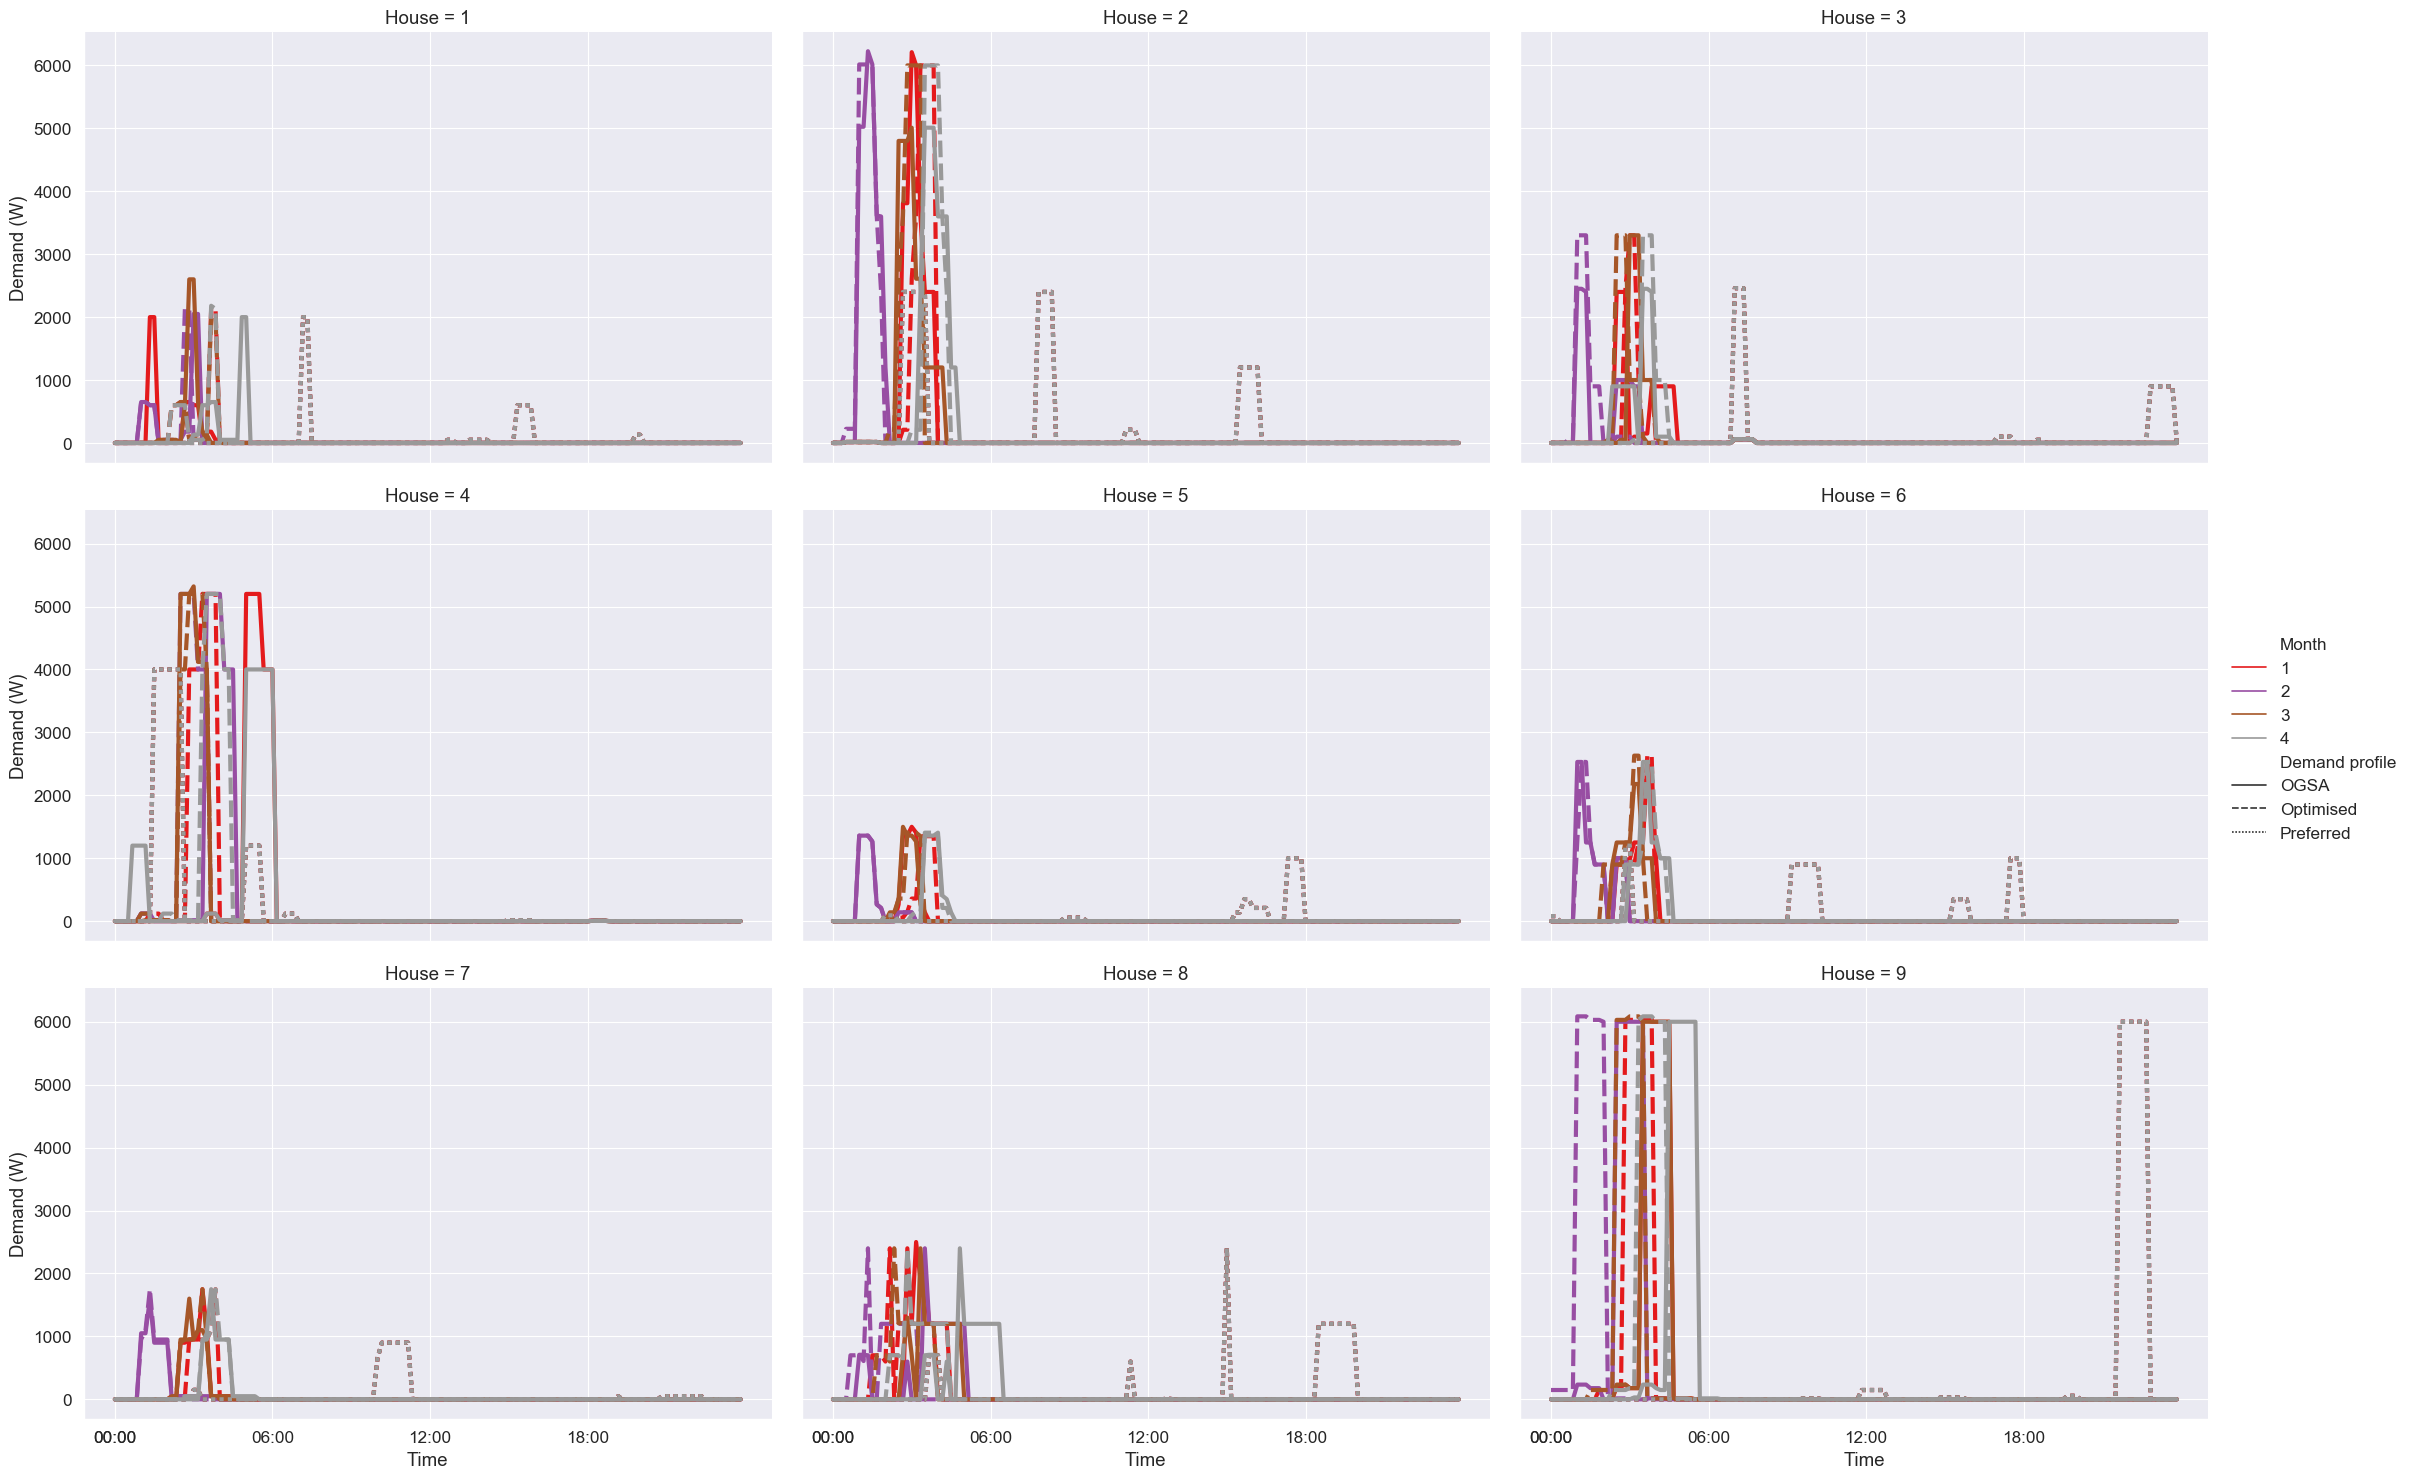 House = 1
House = 2
House = 3
6000
5000
4000
3000
2000
1000
0
Demand (W)
House = 4
House = 5
House = 6
6000
5000
4000
3000
2000
1000
0
Demand (W)
Month
1
2
3
4
Demand profile
OGSA
Optimised
Preferred
House = 7
House = 8
House = 9
6000
5000
4000
3000
2000
1000
0
Demand (W)
00:00 06:00 12:00 18:00
00:00 06:00 12:00 18:00
00:00 06:00 12:00 18:00
Time
Time
Time